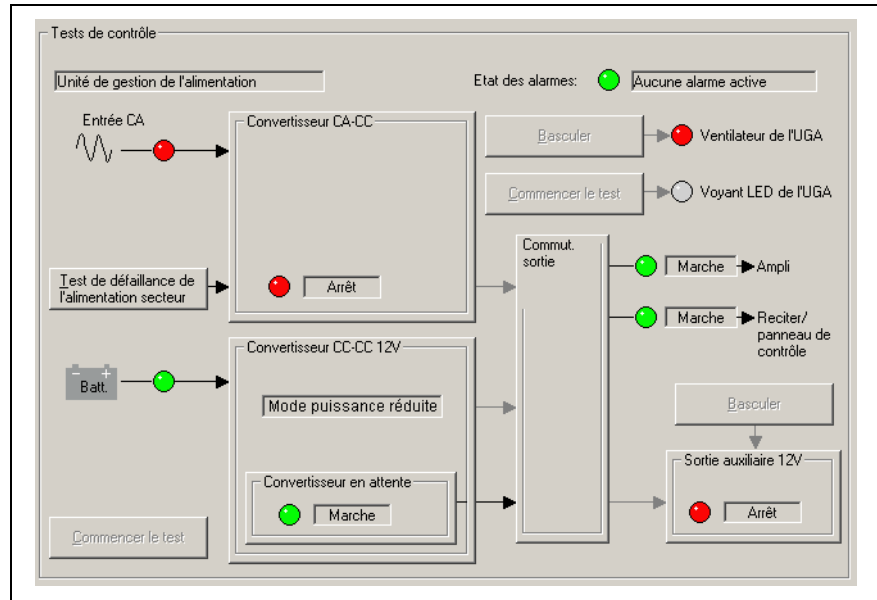 Tests de contrôle
Unité de gestion de l'alimentation
Etat des alarmes:
Aucune alarme active
Entrée CA
Convertisseur CA-CC
Basculer
Ventilateur de l'UGA
Commencer le test
Voyant LED de l'UGA
Commut.
sortie
Marche
Ampli
Test de défaillance de
l'alimentation secteur
Arrêt
Marche
Reciter/
panneau de
contrôle
Convertisseur CC-CC 12V
Batt.
Mode puissance réduite
Basculer
Sortie auxiliaire 12V
Convertisseur en attente
Marche
Arrêt
Commencer le test